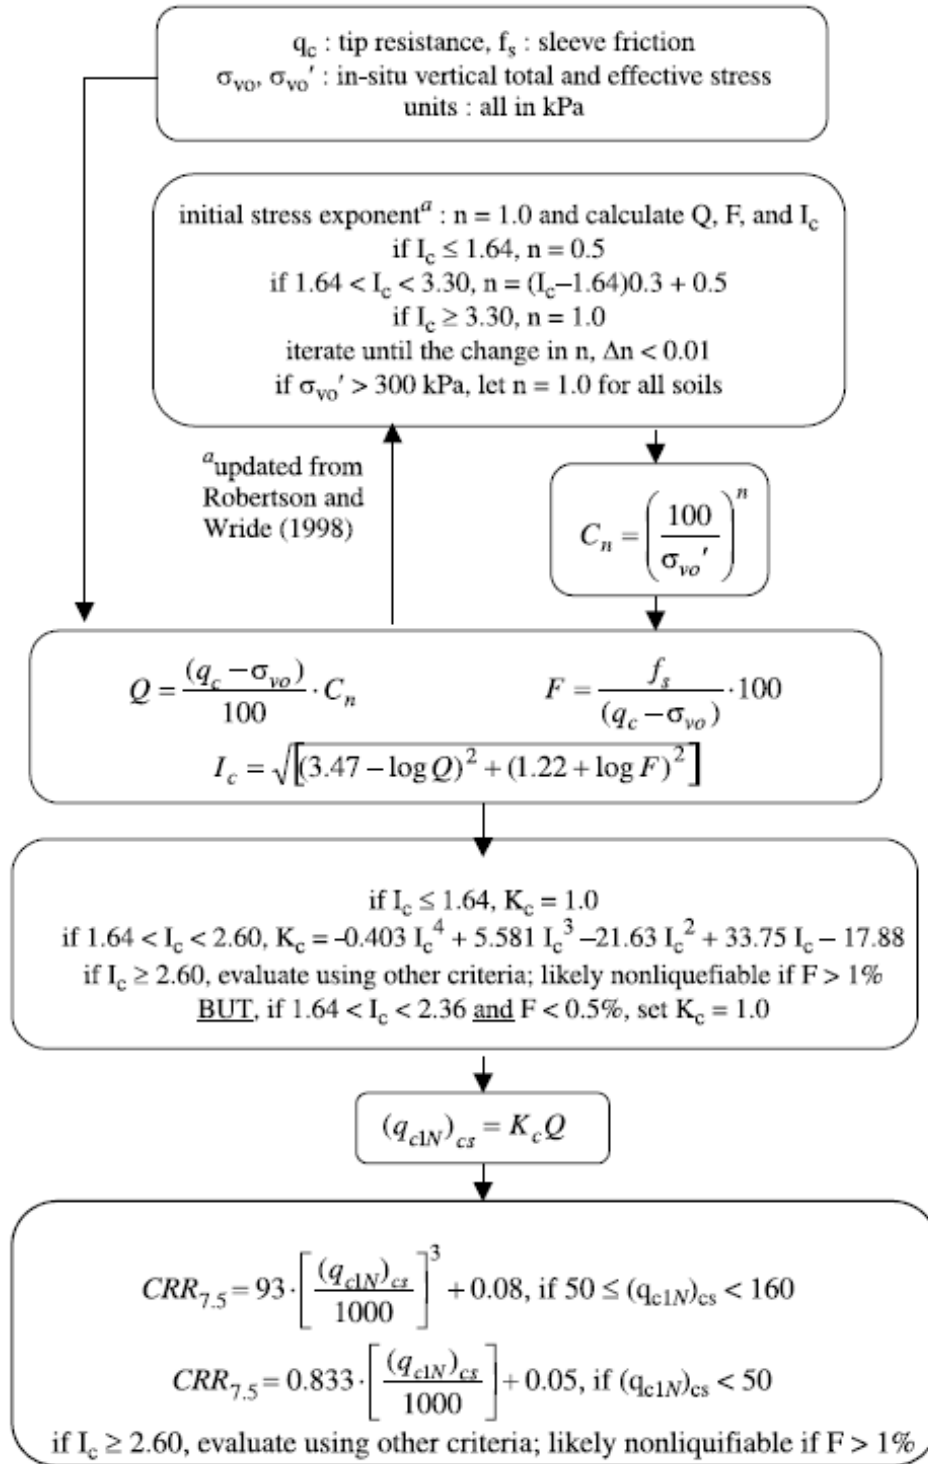 q_c : tip resistance, f_s : sleeve friction
σ_vo, σ_vo' : in-situ vertical total and effective stress
units : all in kPa
initial stress exponent^a : n = 1.0 and calculate Q, F, and I_c
if I_c ≤ 1.64, n = 0.5
if 1.64 < I_c < 3.30, n = (I_c–1.64)0.3 + 0.5
if I_c ≥ 3.30, n = 1.0
iterate until the change in n, Δn < 0.01
if σ_vo' > 300 kPa, let n = 1.0 for all soils
^a updated from
Robertson and
Wride (1998)
C_n = (100 / σ_vo')^n
Q = (q_c – σ_vo) / 100 · C_n
F = f_s / (q_c – σ_vo) · 100
I_c = √[(3.47 – log Q)^2 + (1.22 + log F)^2]
if I_c ≤ 1.64, K_c = 1.0
if 1.64 < I_c < 2.60, K_c = –0.403 I_c^4 + 5.581 I_c^3 –21.63 I_c^2 + 33.75 I_c – 17.88
if I_c ≥ 2.60, evaluate using other criteria; likely nonliquefiable if F > 1%
BUT, if 1.64 < I_c < 2.36 and F < 0.5%, set K_c = 1.0
(q_c1N)_cs = K_c Q
CRR_7.5 = 93 · [(q_c1N)_cs / 1000]^3 + 0.08, if 50 ≤ (q_c1N)_cs < 160
CRR_7.5 = 0.833 · [(q_c1N)_cs / 1000] + 0.05, if (q_c1N)_cs < 50
if I_c ≥ 2.60, evaluate using other criteria; likely nonliquifiable if F > 1%